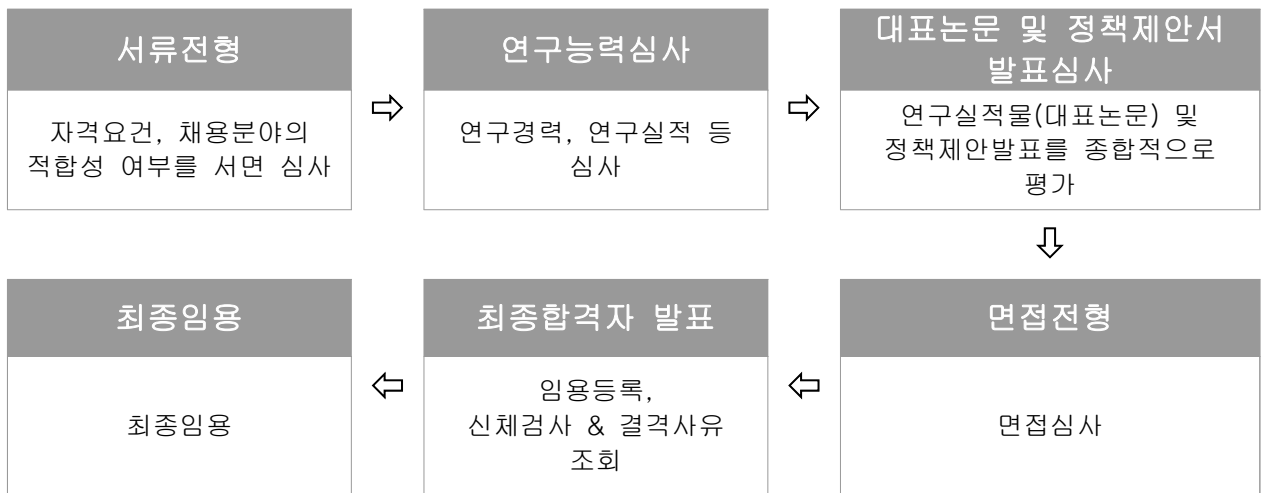 서류전형
자격요건, 채용분야의
적합성 여부를 서면 심사
연구능력심사
연구경력, 연구실적 등
심사
대표논문 및 정책제안서
발표심사
연구실적물(대표논문) 및
정책제안발표를 종합적으로
평가
면접전형
면접심사
최종합격자 발표
임용등록,
신체검사 & 결격사유
조회
최종임용
최종임용